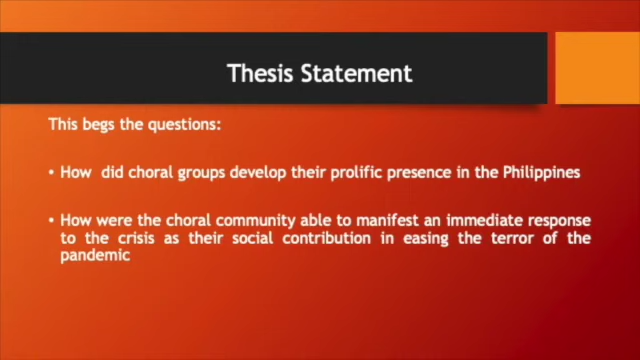 Thesis Statement
This begs the questions:
• How did choral groups develop their prolific presence in the Philippines
• How were the choral community able to manifest an immediate response
to the crisis as their social contribution in easing the terror of the
pandemic